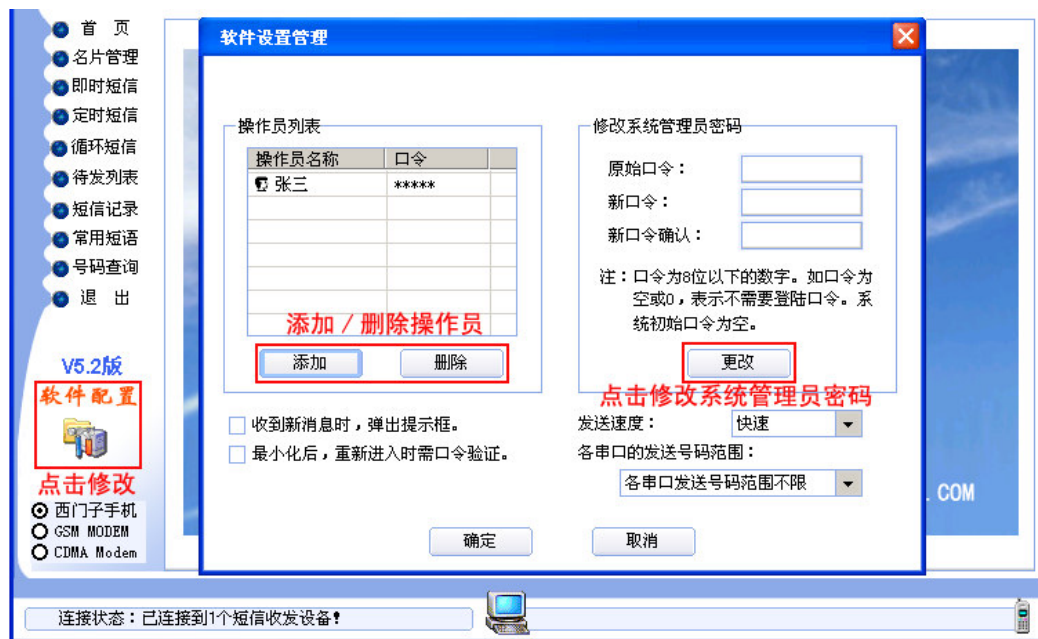 首 页
名片管理
即时短信
定时短信
循环短信
待发列表
短信记录
常用短语
号码查询
退 出
V5.2版
软件配置
点击修改
西门子手机
GSM MODEM
CDMA Modem
软件设置管理
操作员列表
操作员名称 口令
张三 *****
添加/删除操作员
添加 删除
收到新消息时，弹出提示框。
最小化后，重新进入时需口令验证。
修改系统管理员密码
原始口令：
新口令：
新口令确认：
注：口令为8位以下的数字。如口令为
空或0，表示不需要登陆口令。系
统初始口令为空。
更改
点击修改系统管理员密码
发送速度： 快速
各串口的发送号码范围：
各串口发送号码范围不限
确定 取消
. COM
连接状态：已连接到1个短信收发设备!